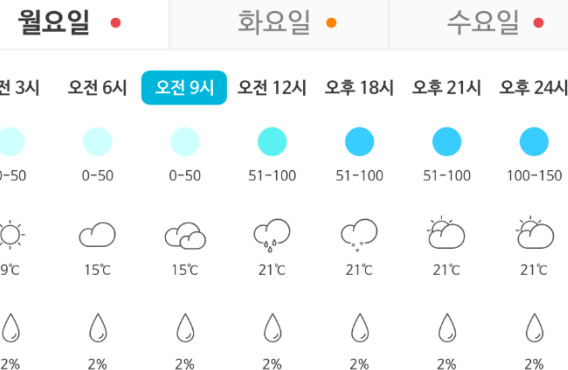 월요일 화요일 수요일
전 3시 오전 6시 오전 9시 오전 12시 오후 18시 오후 21시 오후 24시
0-50 0-50 0-50 51-100 51-100 51-100 100-150
9℃ 15℃ 15℃ 21℃ 21℃ 21℃ 21℃
2% 2% 2% 2% 2% 2% 2%